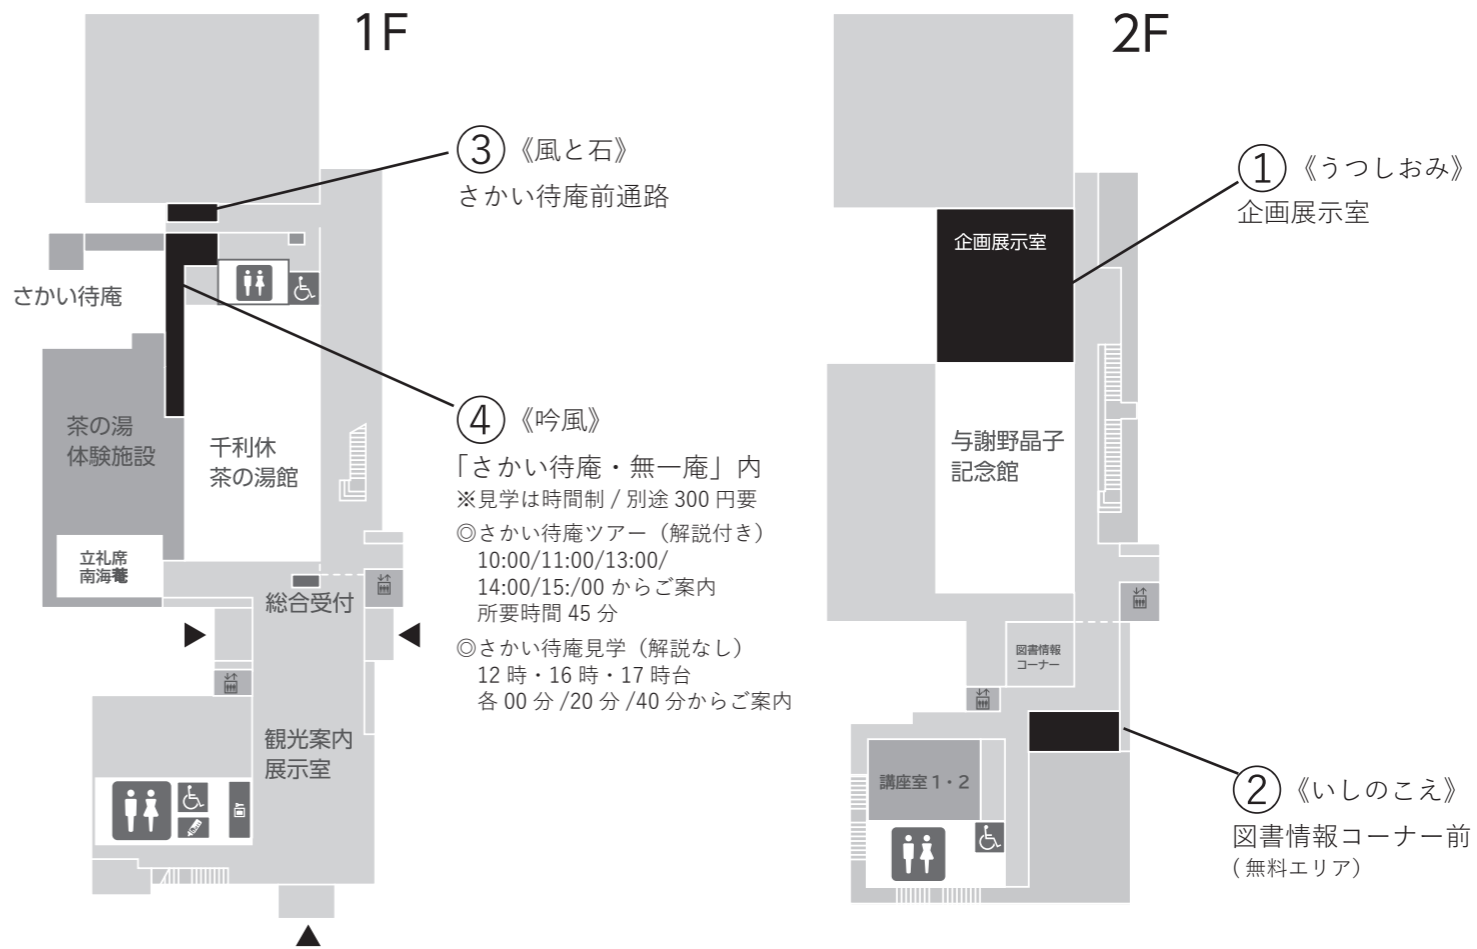 1F
③《風と石》
さかい待庵前通路
さかい待庵
茶の湯
体験施設
千利休
茶の湯館
④《吟風》
「さかい待庵・無一庵」内
※見学は時間制 / 別途 300 円要
◎さかい待庵ツアー（解説付き）
10:00/11:00/13:00/
14:00/15:/00 からご案内
所要時間 45 分
◎さかい待庵見学（解説なし）
12 時・16 時・17 時台
各 00 分 /20 分 /40 分からご案内
立礼席
南海菴
総合受付
観光案内
展示室
2F
①《うつしおみ》
企画展示室
企画展示室
与謝野晶子
記念館
図書情報
コーナー
講座室 1・2
②《いしのこえ》
図書情報コーナー前
( 無料エリア）